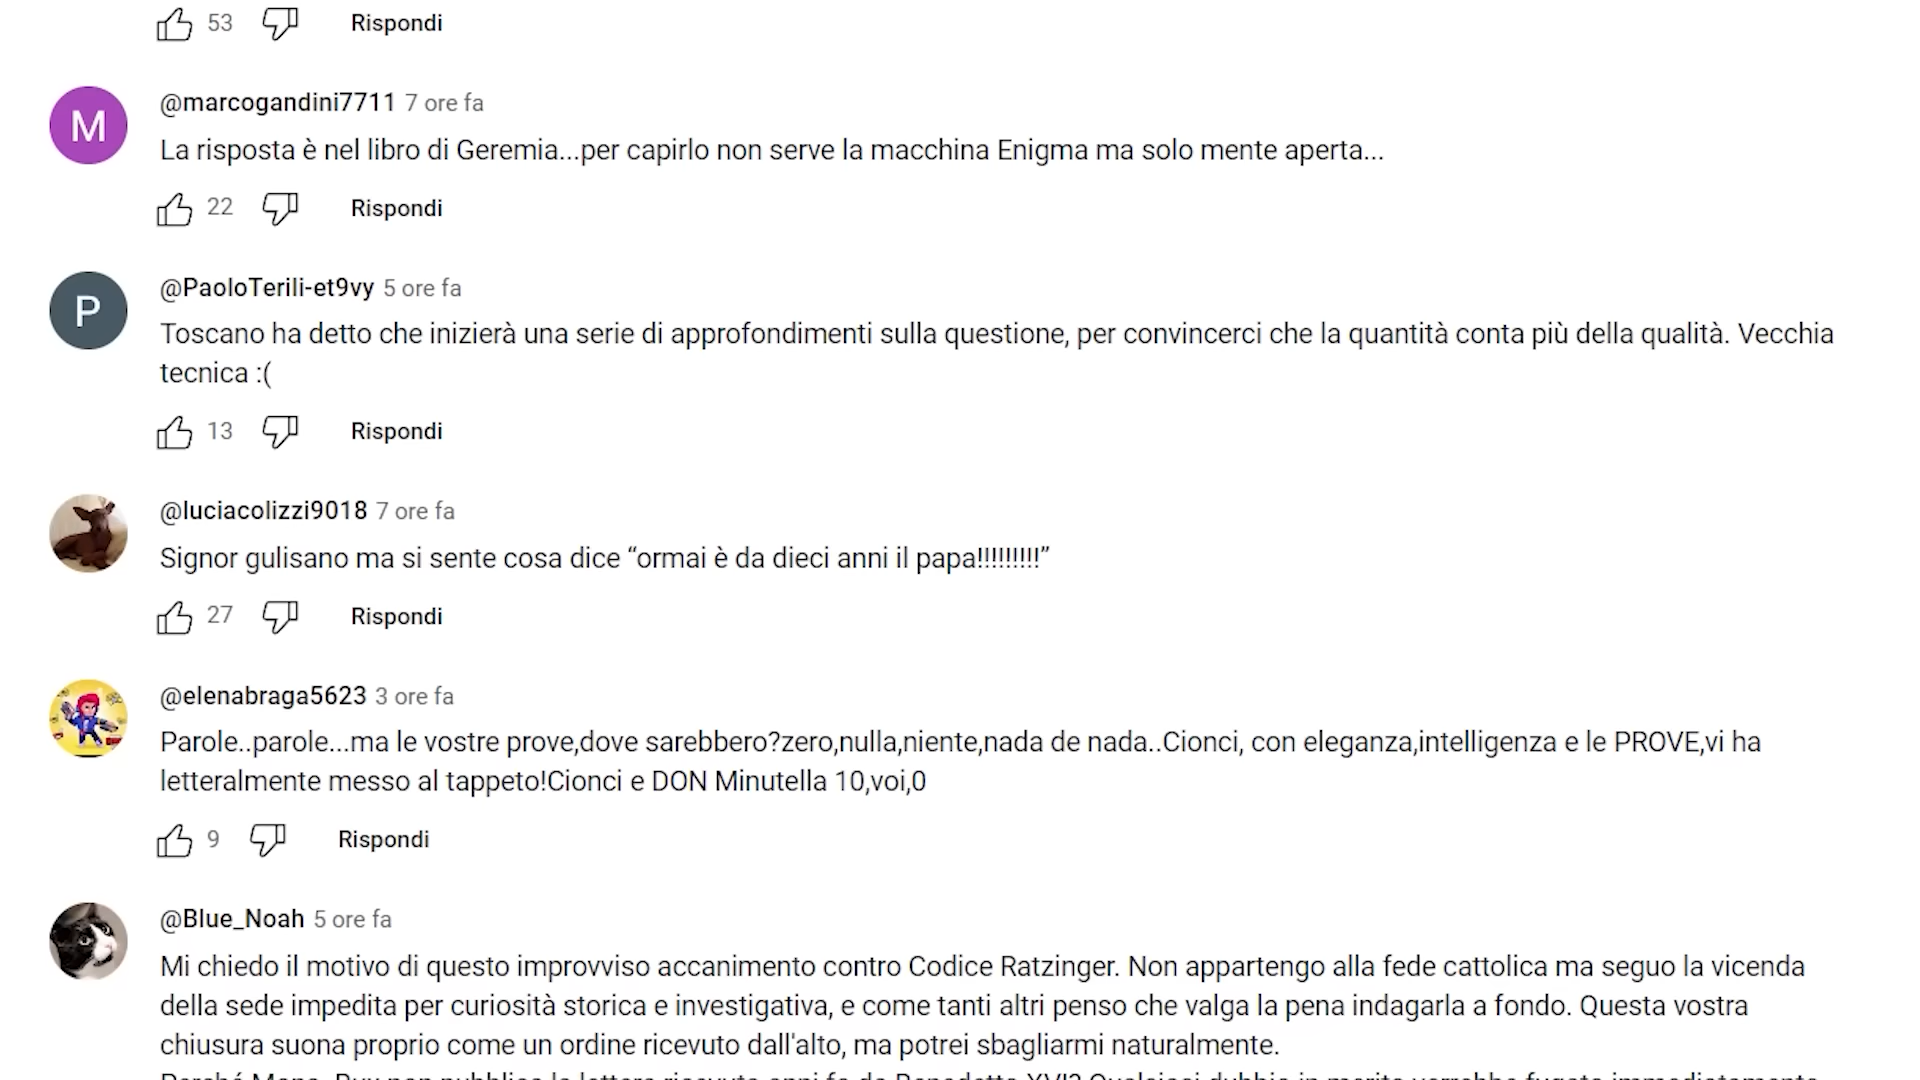 53 Rispondi
M
@marcogandini7711 7 ore fa
La risposta è nel libro di Geremia...per capirlo non serve la macchina Enigma ma solo mente aperta...
22 Rispondi
P
@PaoloTerili-et9vy 5 ore fa
Toscano ha detto che inizierà una serie di approfondimenti sulla questione, per convincerci che la quantità conta più della qualità. Vecchia
tecnica :(
13 Rispondi
@luciacolizzi9018 7 ore fa
Signor gulisano ma si sente cosa dice “ormai è da dieci anni il papa!!!!!!!!!”
27 Rispondi
@elenabraga5623 3 ore fa
Parole..parole...ma le vostre prove,dove sarebbero?zero,nulla,niente,nada de nada..Cionci, con eleganza,intelligenza e le PROVE,vi ha
letteralmente messo al tappeto!Cionci e DON Minutella 10,voi,0
9 Rispondi
@Blue_Noah 5 ore fa
Mi chiedo il motivo di questo improvviso accanimento contro Codice Ratzinger. Non appartengo alla fede cattolica ma seguo la vicenda
della sede impedita per curiosità storica e investigativa, e come tanti altri penso che valga la pena indagarla a fondo. Questa vostra
chiusura suona proprio come un ordine ricevuto dall'alto, ma potrei sbagliarmi naturalmente.